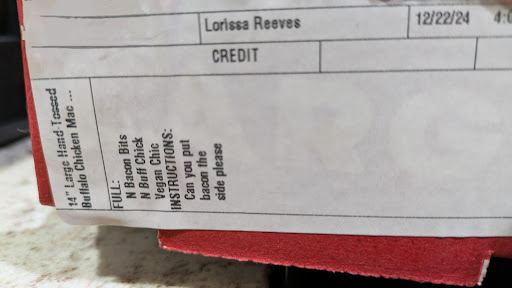 Lorissa Reeves
12/22/24
CREDIT
14" Large Hand-Tossed
Buffalo Chicken Mac ...
FULL:
N Bacon Bits
N Buff Chick
Vegan Chic
INSTRUCTIONS:
Can you put
bacon the
side please